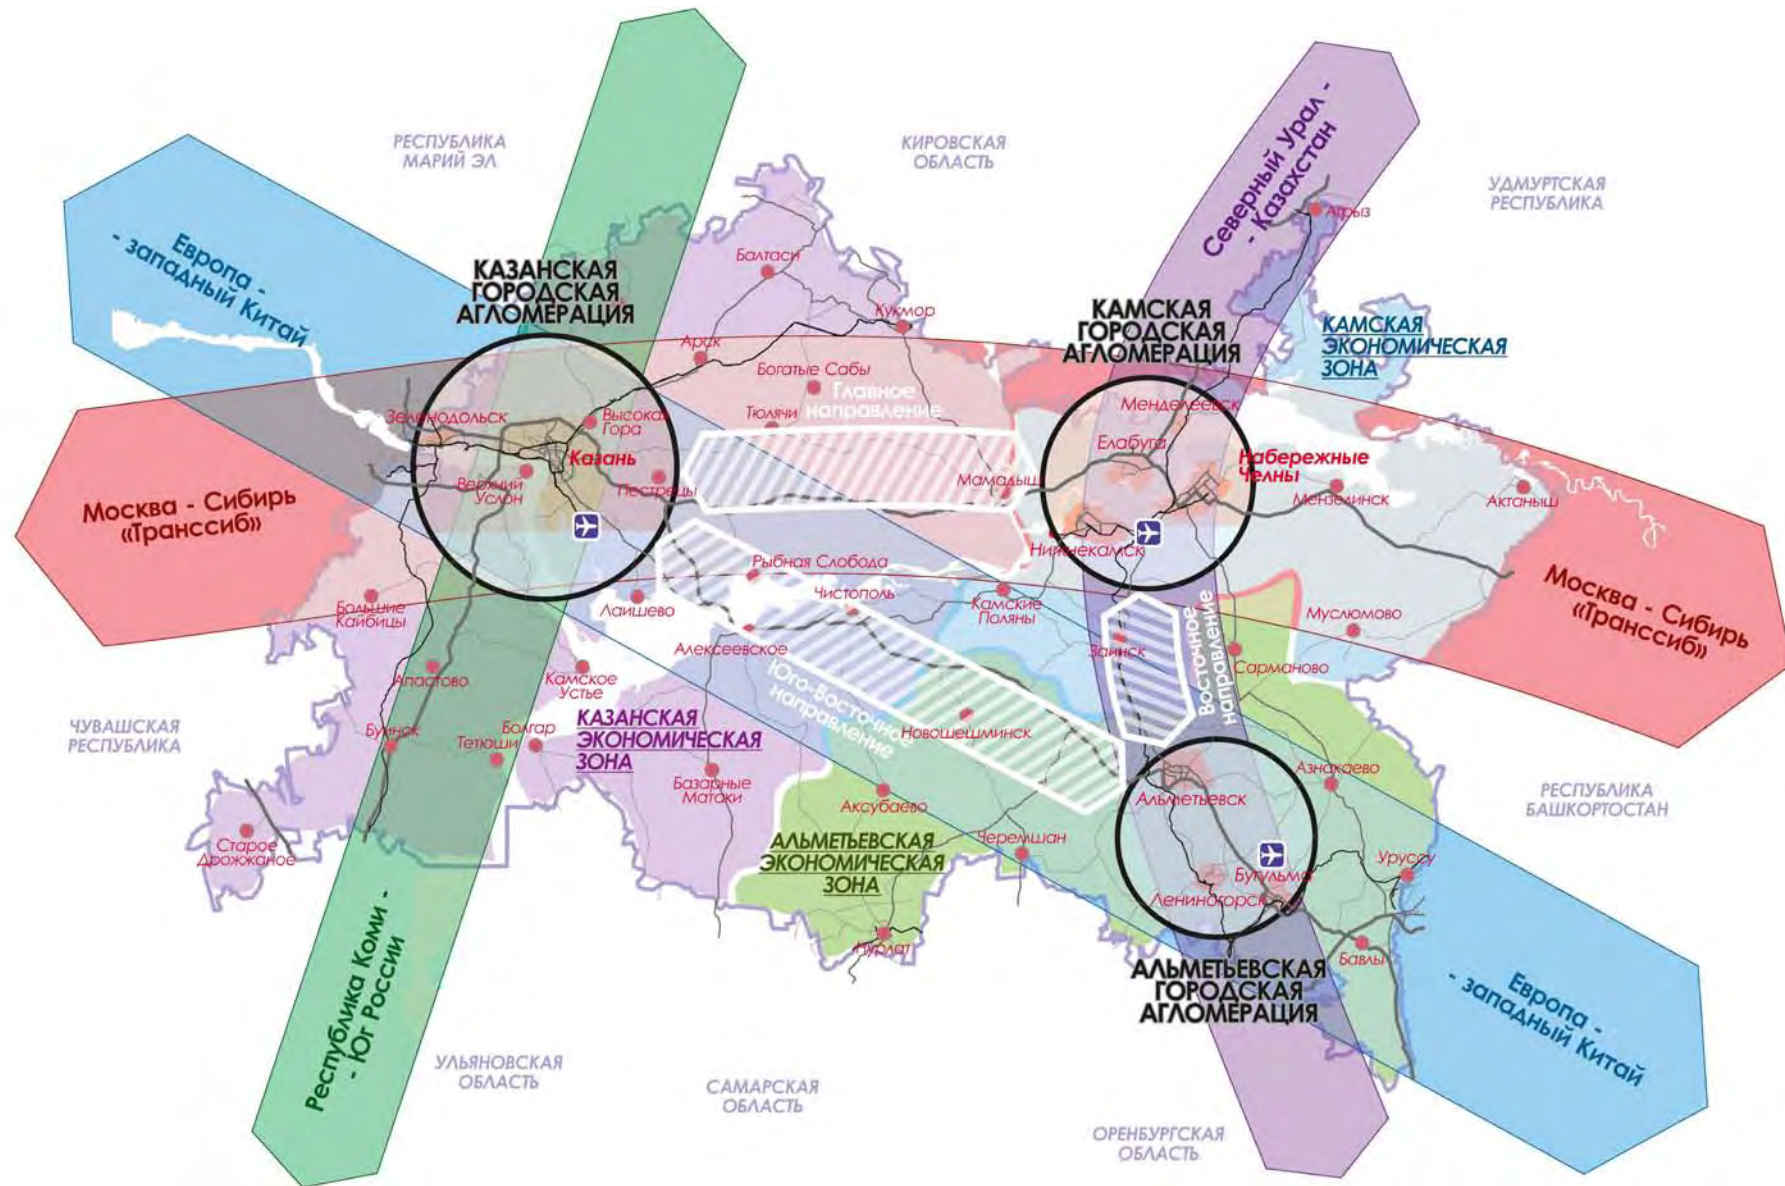 РЕСПУБЛИКА
МАРИЙ ЭЛ
КИРОВСКАЯ
ОБЛАСТЬ
УДМУРТСКАЯ
РЕСПУБЛИКА
Северный Урал -
- Казахстан
Агрыз
Европа -
- западный Китай
КАЗАНСКАЯ
ГОРОДСКАЯ
АГЛОМЕРАЦИЯ
Балтаси
Кукмор
КАМСКАЯ
ГОРОДСКАЯ
АГЛОМЕРАЦИЯ
КАМСКАЯ
ЭКОНОМИЧЕСКАЯ
ЗОНА
Арск
Богатые Сабы
Главное
направление
Тюлячи
Менделеевск
Зеленодольск
Высокая
Гора
Казань
Елабуга
Набережные
Челны
Верхний
Услон
Пестрецы
Мамадыш
Мензелинск
Актаныш
Москва - Сибирь
«Транссиб»
Нижнекамск
Рыбная Слобода
Чистополь
Лаишево
Камские
Поляны
Большие
Кайбицы
Муслюмово
Москва - Сибирь
«Транссиб»
Алексеевское
Заинск
Восточное
направление
Сарманово
Апастово
Камское
Устье
Юго-Восточное
направление
ЧУВАШСКАЯ
РЕСПУБЛИКА
Буинск
Тетюши
Болгар
КАЗАНСКАЯ
ЭКОНОМИЧЕСКАЯ
ЗОНА
Новошешминск
Базарные
Матаки
Аксубаево
Альметьевск
Азнакаево
РЕСПУБЛИКА
БАШКОРТОСТАН
Старое
Дрожжаное
АЛЬМЕТЬЕВСКАЯ
ЭКОНОМИЧЕСКАЯ
ЗОНА
Черемшан
Уруссу
Бугульма
Лениногорск
Нурлат
Бавлы
Республика Коми -
- Юг России
АЛЬМЕТЬЕВСКАЯ
ГОРОДСКАЯ
АГЛОМЕРАЦИЯ
Европа -
- западный Китай
УЛЬЯНОВСКАЯ
ОБЛАСТЬ
САМАРСКАЯ
ОБЛАСТЬ
ОРЕНБУРГСКАЯ
ОБЛАСТЬ